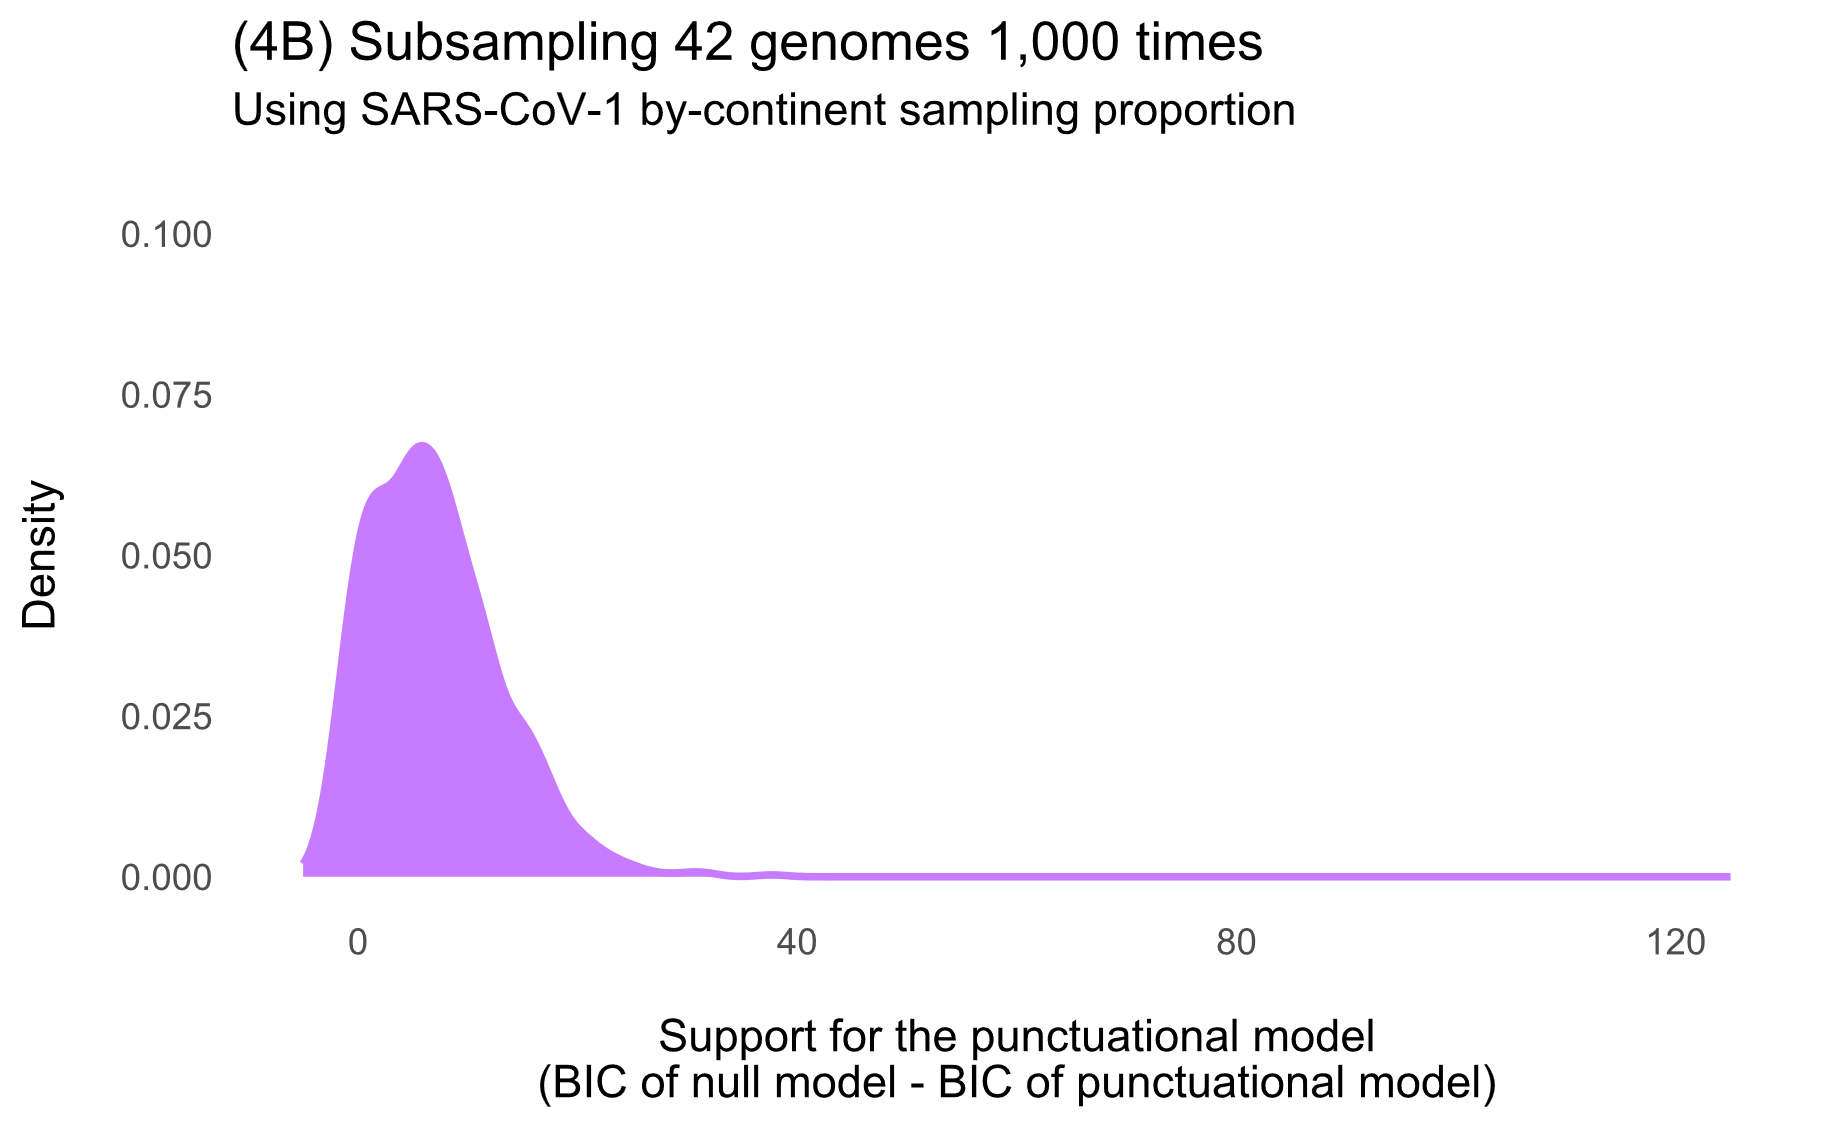 (4B) Subsampling 42 genomes 1,000 times
Using SARS-CoV-1 by-continent sampling proportion
0.100
0.075
0.050
0.025
0.000
Density
0 40 80 120
Support for the punctuational model
(BIC of null model - BIC of punctuational model)